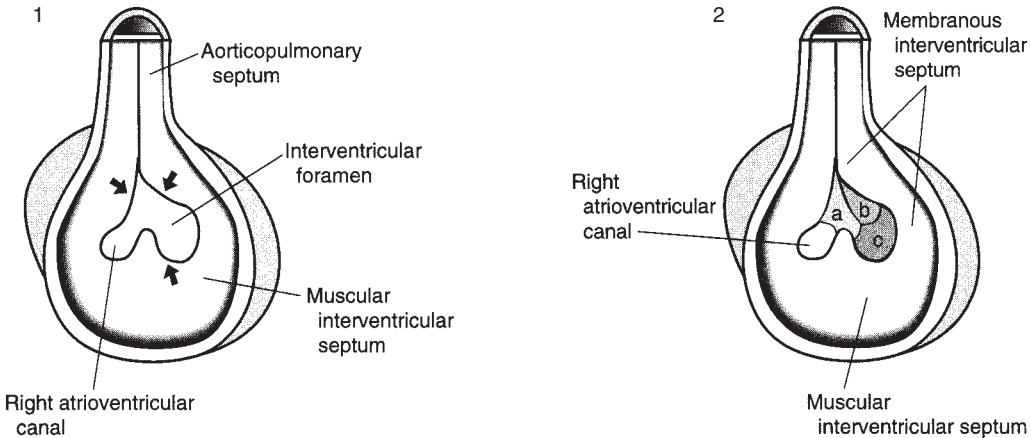 1
Aorticopulmonary
septum
Interventricular
foramen
Muscular
interventricular
septum
Right atrioventricular
canal
2
Membranous
interventricular
septum
Right
atrioventricular
canal
a
b
c
Muscular
interventricular septum